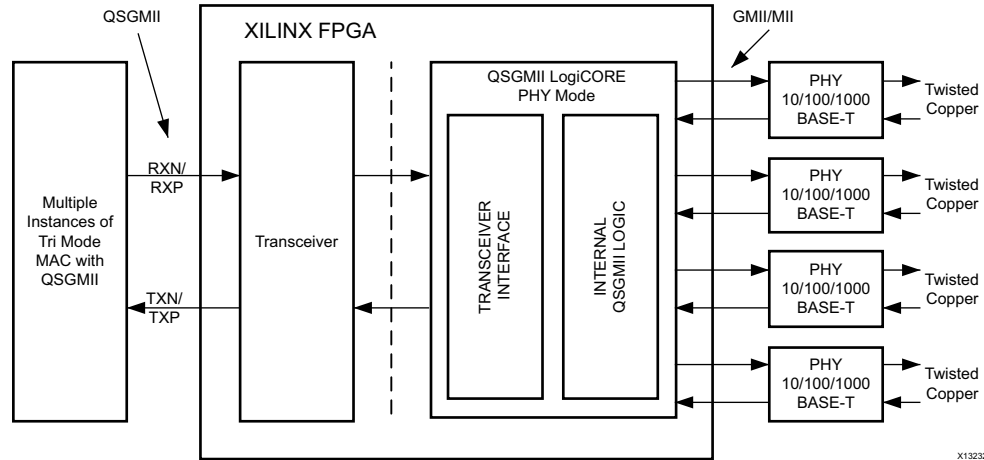 QSGMII
XILINX FPGA
GMII/MII
QSGMII LogiCORE
PHY Mode
RXN/
RXP
TXN/
TXP
Multiple
Instances of
Tri Mode
MAC with
QSGMII
Transceiver
TRANSCEIVER
INTERFACE
INTERNAL
QSGMII LOGIC
PHY
10/100/1000
BASE-T
Twisted
Copper
PHY
10/100/1000
BASE-T
Twisted
Copper
PHY
10/100/1000
BASE-T
Twisted
Copper
PHY
10/100/1000
BASE-T
Twisted
Copper
X13232